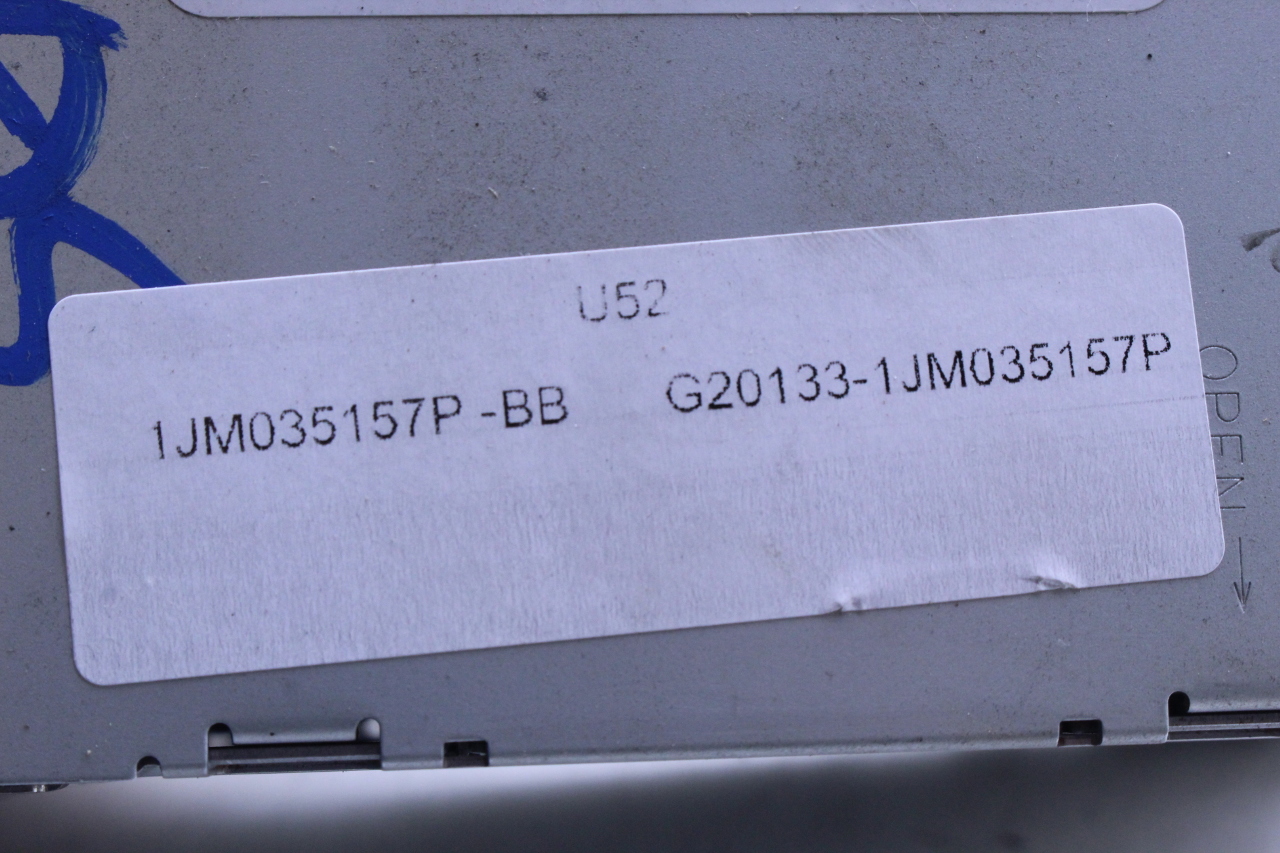 U52
1JM035157P -BB G20133-1JM035157P
OPEN →